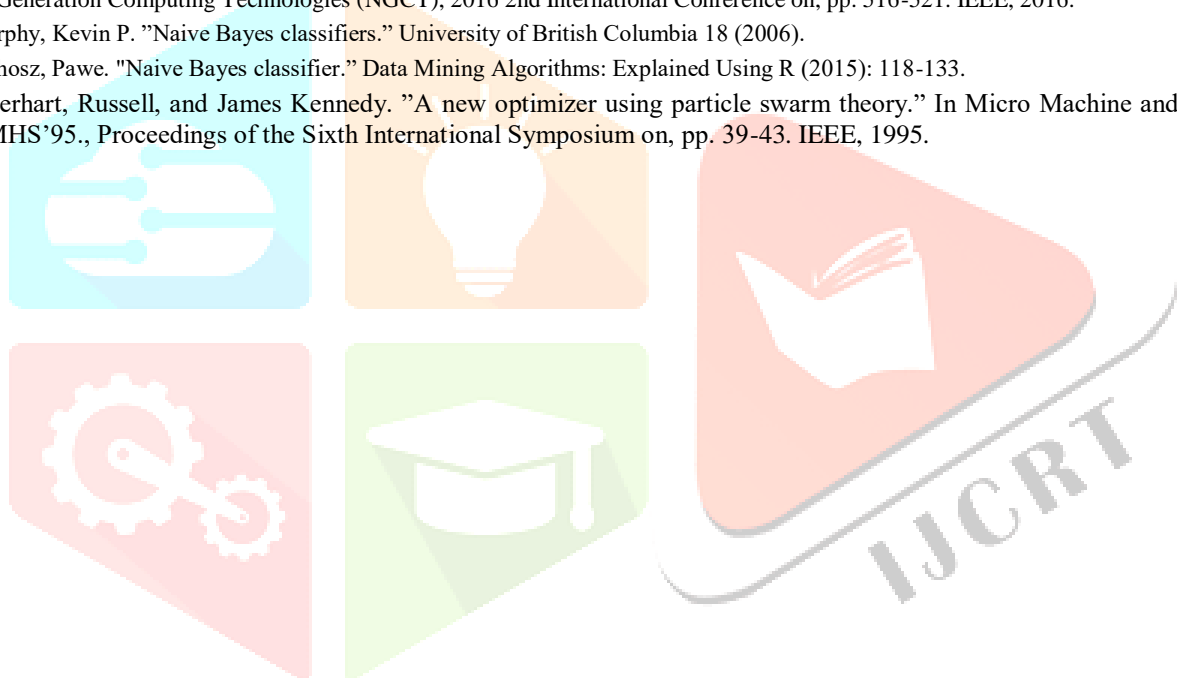 Generation Computing Technologies (NGCT), 2016 2nd International Conference on, pp. 516-521. IEEE, 2016.
rphy, Kevin P. ”Naive Bayes classifiers.” University of British Columbia 18 (2006).
hosz, Pawe. "Naive Bayes classifier.” Data Mining Algorithms: Explained Using R (2015): 118-133.
erhart, Russell, and James Kennedy. ”A new optimizer using particle swarm theory.” In Micro Machine and
MHS’95., Proceedings of the Sixth International Symposium on, pp. 39-43. IEEE, 1995.
IJCRT